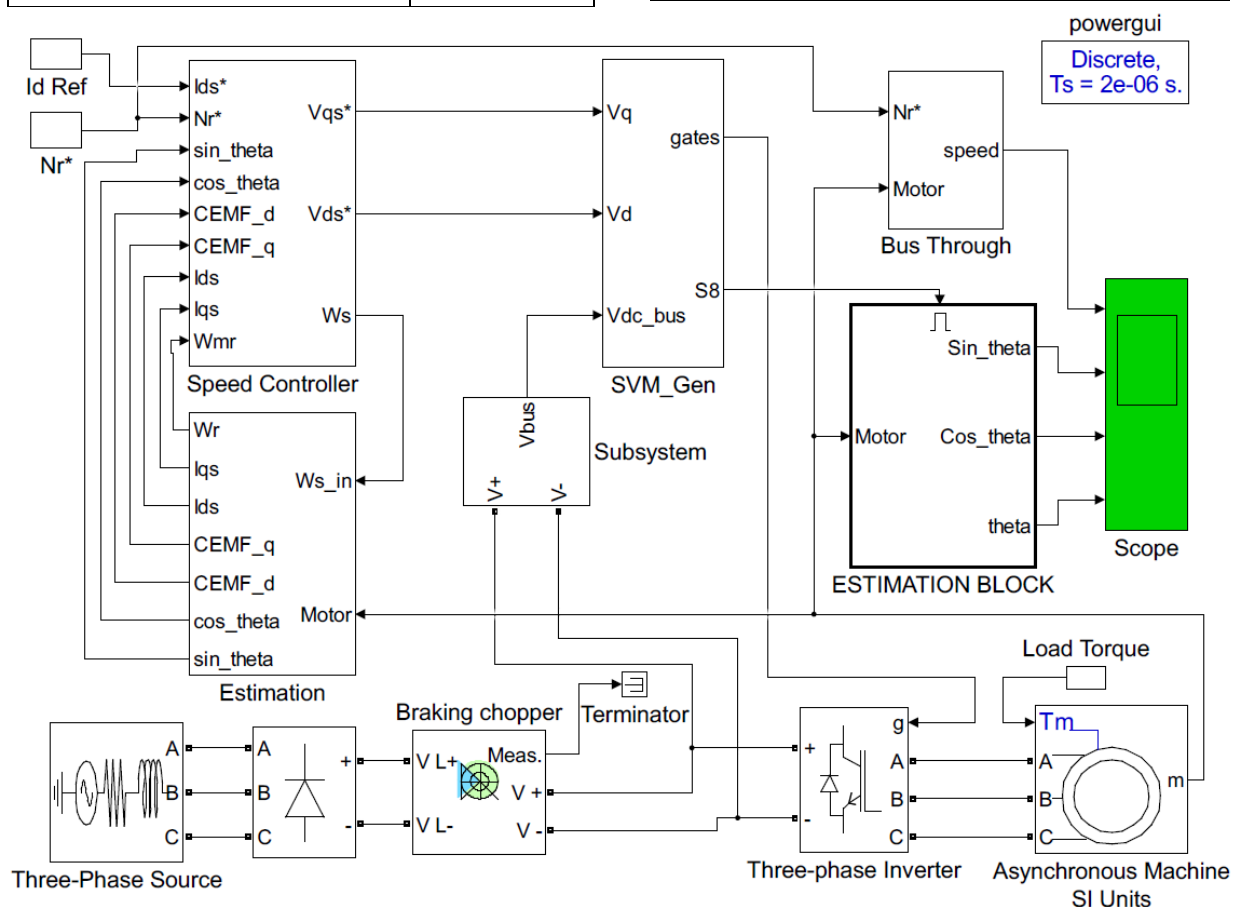 powergui
Discrete,
Ts = 2e-06 s.
Id Ref
Nr*
Ids*
Nr*
sin_theta
cos_theta
CEMF_d
CEMF_q
Ids
Iqs
Wmr
Vqs*
Vds*
Ws
Speed Controller
Vq
Vd
Vdc_bus
gates
S8
SVM_Gen
Nr*
Motor
speed
Bus Through
Motor
Sin_theta
Cos_theta
theta
ESTIMATION BLOCK
Scope
Wr
Iqs
Ids
CEMF_q
CEMF_d
cos_theta
sin_theta
Ws_in
Motor
Estimation
Vbus
V+
V-
Subsystem
Load Torque
Braking chopper
Terminator
A
B
C
Three-Phase Source
A
B
C
+
-
V L+
V L-
Meas.
V +
V -
+
-
g
A
B
C
Three-phase Inverter
Tm
A
B
C
m
Asynchronous Machine
SI Units